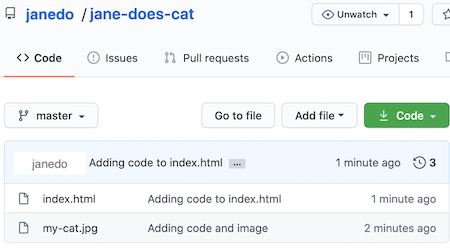 janedo / jane-does-cat Unwatch 1
Code Issues Pull requests Actions Projects
master Go to file Add file Code
janedo Adding code to index.html ... 1 minute ago 3
index.html Adding code to index.html 1 minute ago
my-cat.jpg Adding code and image 2 minutes ago